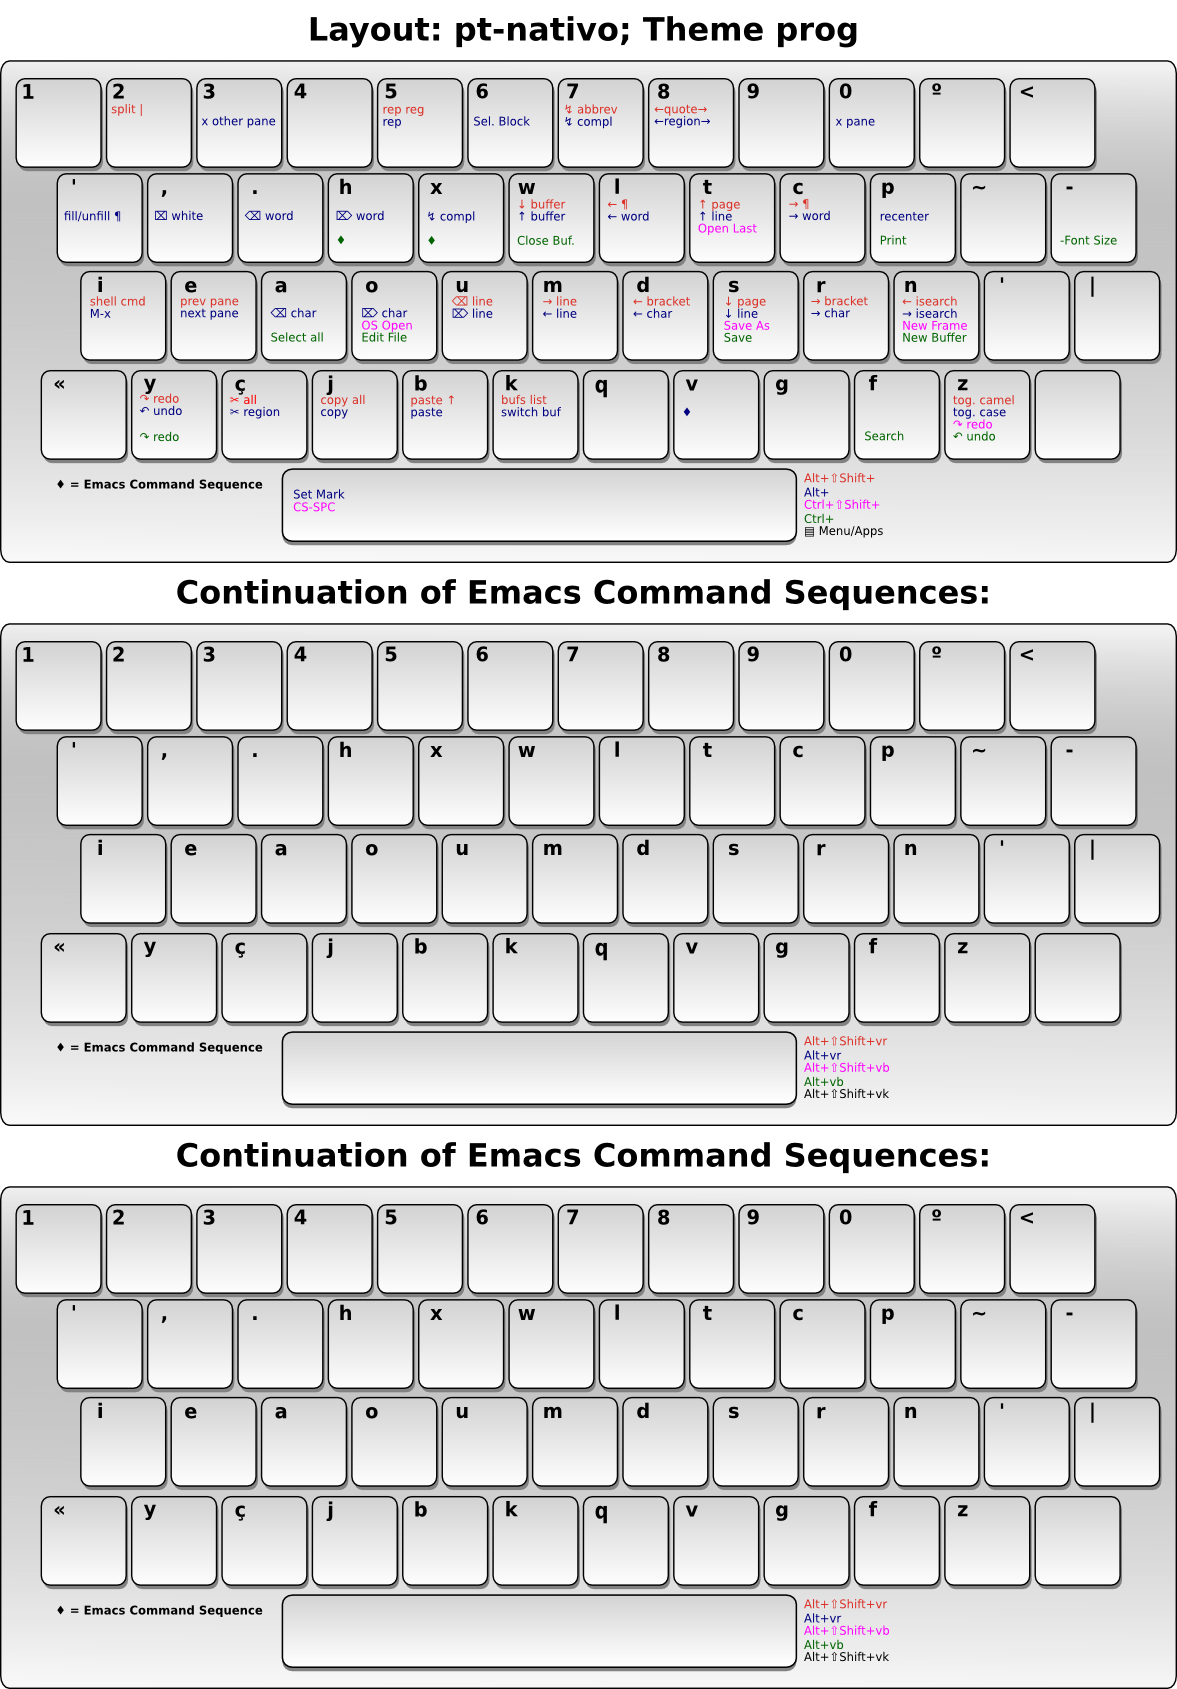 Layout: pt-nativo; Theme prog
1 2 3 4 5 6 7 8 9 0 º <
split | rep reg ↯ abbrev ←quote→
x other pane rep Sel. Block ↯ compl ←region→ x pane
' , . h x w l t c p ~ -
↓ buffer ← ¶ ↑ page → ¶
fill/unfill ¶ ⌧ white ⌫ word ⌦ word ↯ compl ↑ buffer ← word ↑ line → word recenter
Open Last
♦ ♦ Close Buf. Print -Font Size
i e a o u m d s r n ' |
shell cmd prev pane ⌫ line → line ← bracket ↓ page → bracket ← isearch
M-x next pane ⌫ char ⌦ char ⌦ line ← line ← char ↓ line → char → isearch
OS Open Save As New Frame
Select all Edit File Save New Buffer
« y ç j b k q v g f z
↷ redo ✂ all copy all paste ↑ bufs list tog. camel
↶ undo ✂ region copy paste switch buf ♦ tog. case
↷ redo
↷ redo Search ↶ undo
♦ = Emacs Command Sequence
Set Mark
CS-SPC
Alt+⇧Shift+
Alt+
Ctrl+⇧Shift+
Ctrl+
▤ Menu/Apps
Continuation of Emacs Command Sequences:
1 2 3 4 5 6 7 8 9 0 º <
' , . h x w l t c p ~ -
i e a o u m d s r n ' |
« y ç j b k q v g f z
♦ = Emacs Command Sequence
Alt+⇧Shift+vr
Alt+vr
Alt+⇧Shift+vb
Alt+vb
Alt+⇧Shift+vk
Continuation of Emacs Command Sequences:
1 2 3 4 5 6 7 8 9 0 º <
' , . h x w l t c p ~ -
i e a o u m d s r n ' |
« y ç j b k q v g f z
♦ = Emacs Command Sequence
Alt+⇧Shift+vr
Alt+vr
Alt+⇧Shift+vb
Alt+vb
Alt+⇧Shift+vk